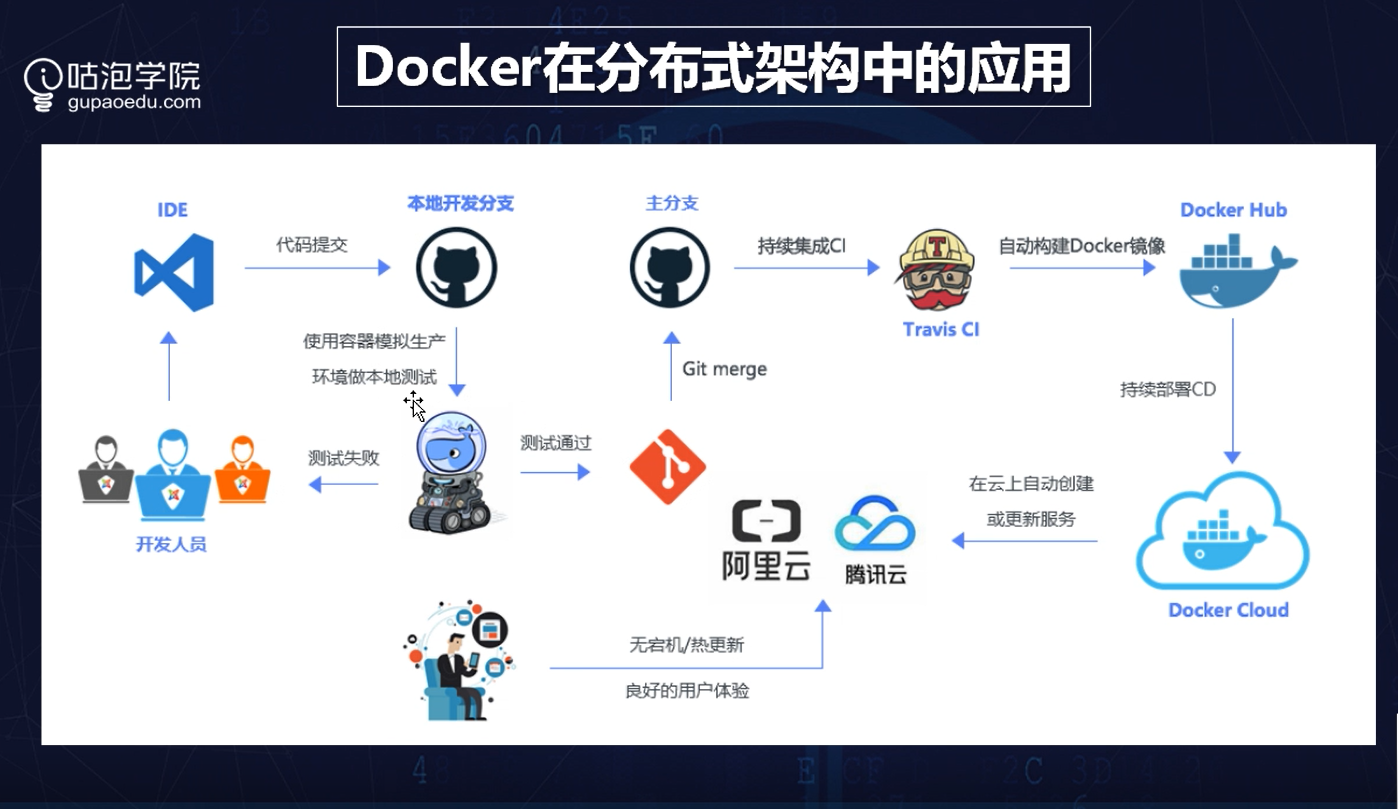 咕泡学院
gupaoedu.com
Docker在分布式架构中的应用
IDE
代码提交
本地开发分支
主分支
持续集成CI
Travis CI
自动构建Docker镜像
Docker Hub
使用容器模拟生产
环境做本地测试
Git merge
持续部署CD
测试失败
测试通过
开发人员
在云上自动创建
或更新服务
阿里云
腾讯云
Docker Cloud
无宕机/热更新
良好的用户体验